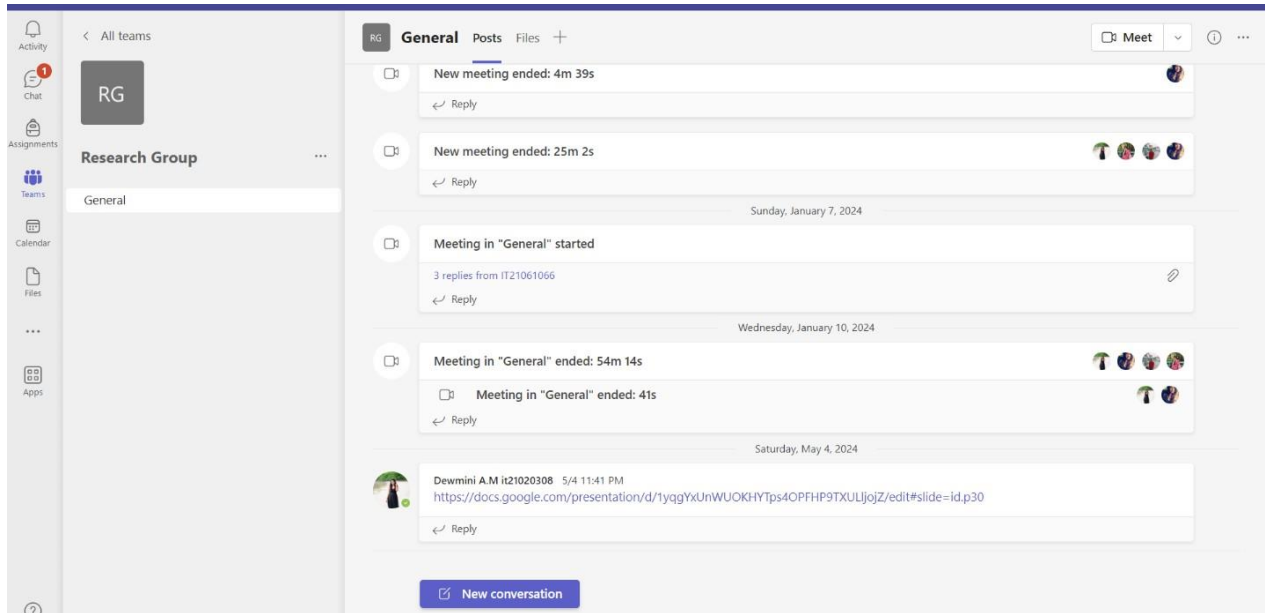 Activity
1
Chat
Assignments
Teams
Calendar
Files
Apps
All teams
RG
Research Group
General
RG General Posts Files
Meet
New meeting ended: 4m 39s
Reply
New meeting ended: 25m 2s
Reply
Sunday, January 7, 2024
Meeting in "General" started
3 replies from IT21061066
Reply
Wednesday, January 10, 2024
Meeting in "General" ended: 54m 14s
Meeting in "General" ended: 41s
Reply
Saturday, May 4, 2024
Dewmini A.M it21020308 5/4 11:41 PM
https://docs.google.com/presentation/d/1yqgYxUnWUOKHYTps4OPFHP9TXULljojZ/edit#slide=id.p30
Reply
New conversation